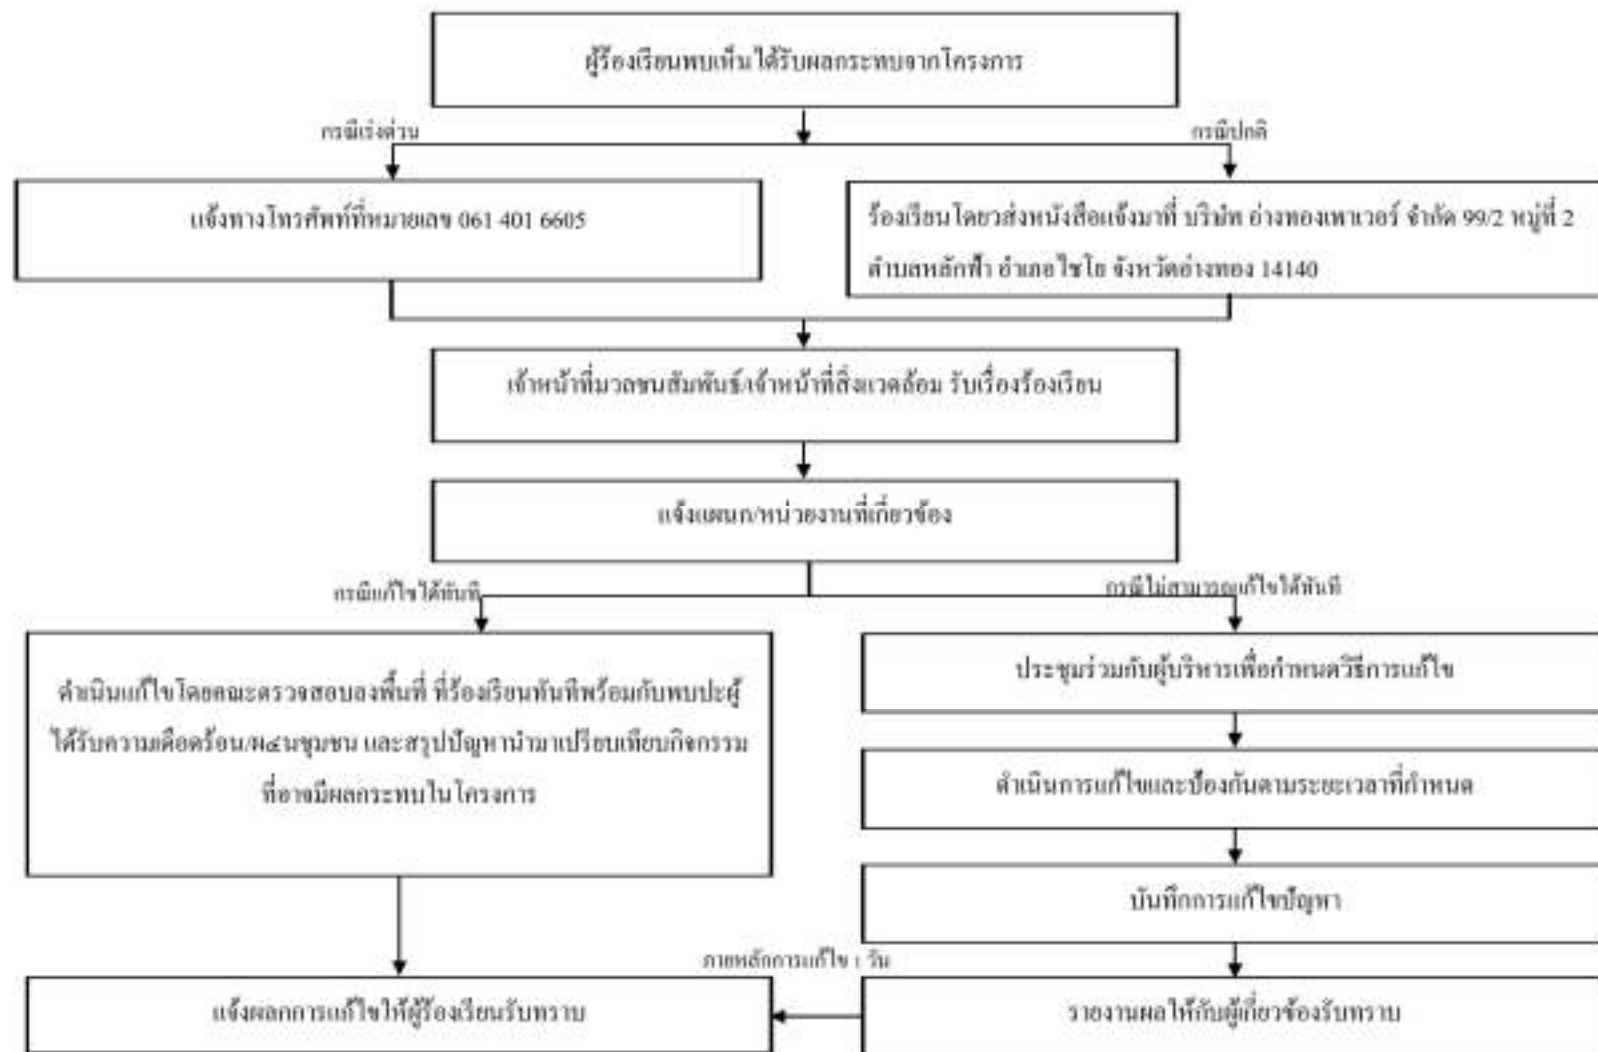 ผู้ร้องเรียนพบเห็นได้รับผลกระทบจากโครงการ
กรณีเร่งด่วน
กรณีปกติ
แจ้งทางโทรศัพท์ที่หมายเลข 061 401 6605
ร้องเรียนโดยวส่งหนังสือแจ้งมาที่ บริษัท อ่างทองเพาเวอร์ จำกัด 99/2 หมู่ที่ 2
ตำบลหลักฟ้า อำเภอไชโย จังหวัดอ่างทอง 14140
เจ้าหน้าที่มวลชนสัมพันธ์/เจ้าหน้าที่สิ่งแวดล้อม รับเรื่องร้องเรียน
แจ้งแผนก/หน่วยงานที่เกี่ยวข้อง
กรณีแก้ไขได้ทันที
กรณีไม่สามารถแก้ไขได้ทันที
ดำเนินแก้ไขโดยคณะตรวจสอบลงพื้นที่ ที่ร้องเรียนทันทีพร้อมกับพบปะผู้
ได้รับความเดือดร้อน/ผ๔นชุมชน และสรุปปัญหานำมาเปรียบเทียบกิจกรรม
ที่อาจมีผลกระทบในโครงการ
ประชุมร่วมกับผู้บริหารเพื่อกำหนดวิธีการแก้ไข
ดำเนินการแก้ไขและป้องกันตามระยะเวลาที่กำหนด
บันทึกการแก้ไขปัญหา
ภายหลักการแก้ไข 1 วัน
แจ้งผลกการแก้ไขให้ผู้ร้องเรียนรับทราบ
รายงานผลให้กับผู้เกี่ยวข้องรับทราบ